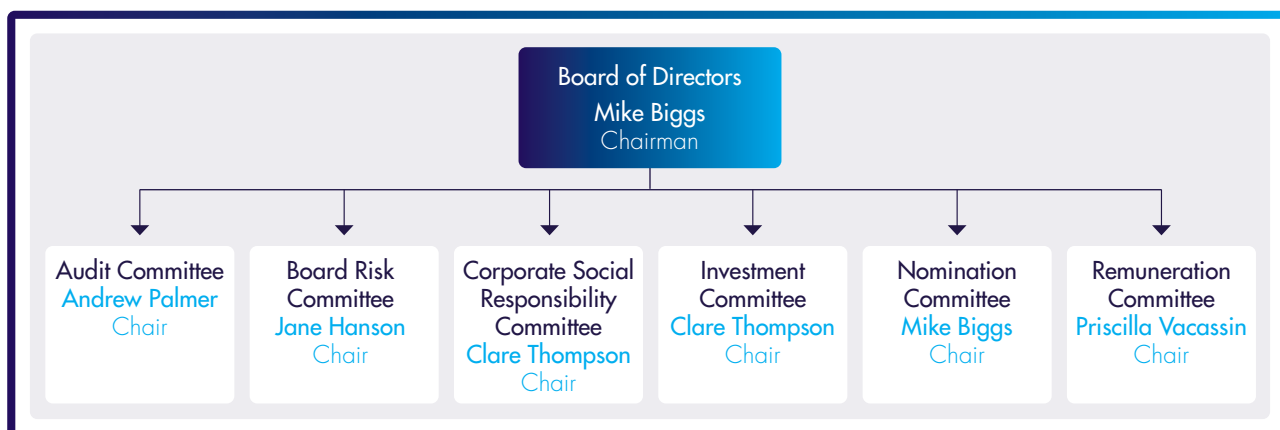 Board of Directors
Mike Biggs
Chairman
Audit Committee
Andrew Palmer
Chair
Board Risk
Committee
Jane Hanson
Chair
Corporate Social
Responsibility
Committee
Clare Thompson
Chair
Investment
Committee
Clare Thompson
Chair
Nomination
Committee
Mike Biggs
Chair
Remuneration
Committee
Priscilla Vacassin
Chair